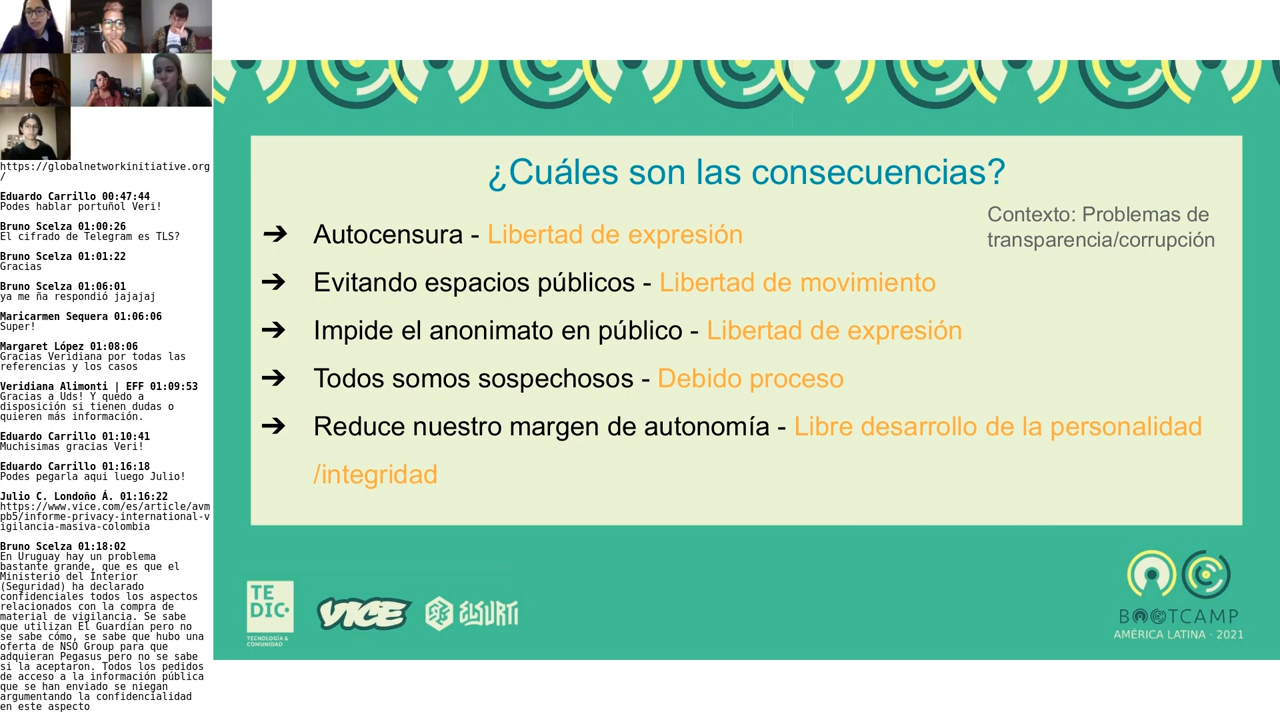 https://globalnetworkinitiative.org
/
Eduardo Carrillo 00:47:44
Podes hablar portuñol Veri!
Bruno Scelza 01:00:26
El cifrado de Telegram es TLS?
Bruno Scelza 01:01:22
Gracias
Bruno Scelza 01:06:01
ya me ña respondió jajajaj
Maricarmen Sequera 01:06:06
Super!
Margaret López 01:08:06
Gracias Veridiana por todas las
referencias y los casos
Veridiana Alimonti | EFF 01:09:53
Gracias a Uds! Y quedo a
disposición si tienen dudas o
quieren más información.
Eduardo Carrillo 01:10:41
Muchisimas gracias Veri!
Eduardo Carrillo 01:16:18
Podes pegarla aqui luego Julio!
Julio C. Londoño Á. 01:16:22
https://www.vice.com/es/article/avm
pb5/informe-privacy-international-v
igilancia-masiva-colombia
Bruno Scelza 01:18:02
En Uruguay hay un problema
bastante grande, que es que el
Ministerio del Interior
(Seguridad) ha declarado
confidenciales todos los aspectos
relacionados con la compra de
material de vigilancia. Se sabe
que utilizan El Guardían pero no
se sabe cómo, se sabe que hubo una
oferta de NSO Group para que
adquieran Pegasus pero no se sabe
si la aceptaron. Todos los pedidos
de acceso a la información pública
que se han enviado se niegan
argumentando la confidencialidad
en este aspecto
¿Cuáles son las consecuencias?
Contexto: Problemas de
transparencia/corrupción
➔ Autocensura - Libertad de expresión
➔ Evitando espacios públicos - Libertad de movimiento
➔ Impide el anonimato en público - Libertad de expresión
➔ Todos somos sospechosos - Debido proceso
➔ Reduce nuestro margen de autonomía - Libre desarrollo de la personalidad
/integridad
TE
DIC
TECNOLOGÍA &
COMUNIDAD
VICE
ELSURTI
BOOTCAMP
AMÉRICA LATINA · 2021